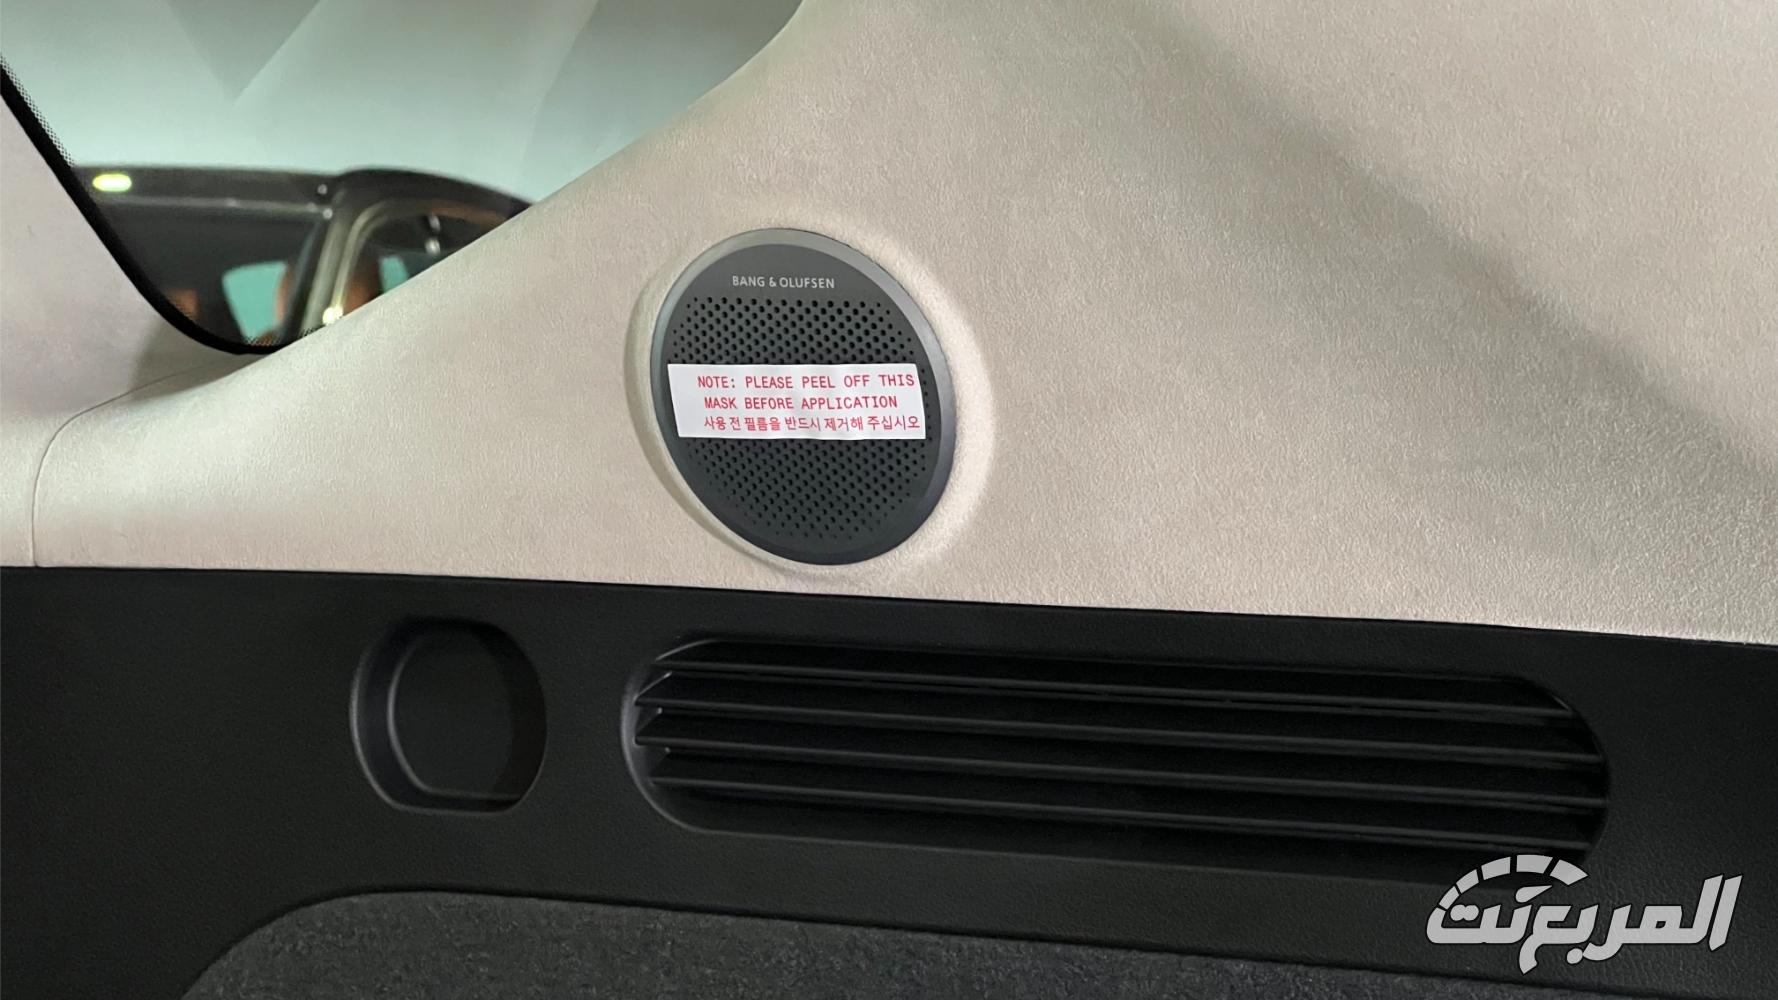 BANG & OLUFSEN
NOTE: PLEASE PEEL OFF THIS
MASK BEFORE APPLICATION
사용 전 필름을 반드시 제거해 주십시오
المربع نت